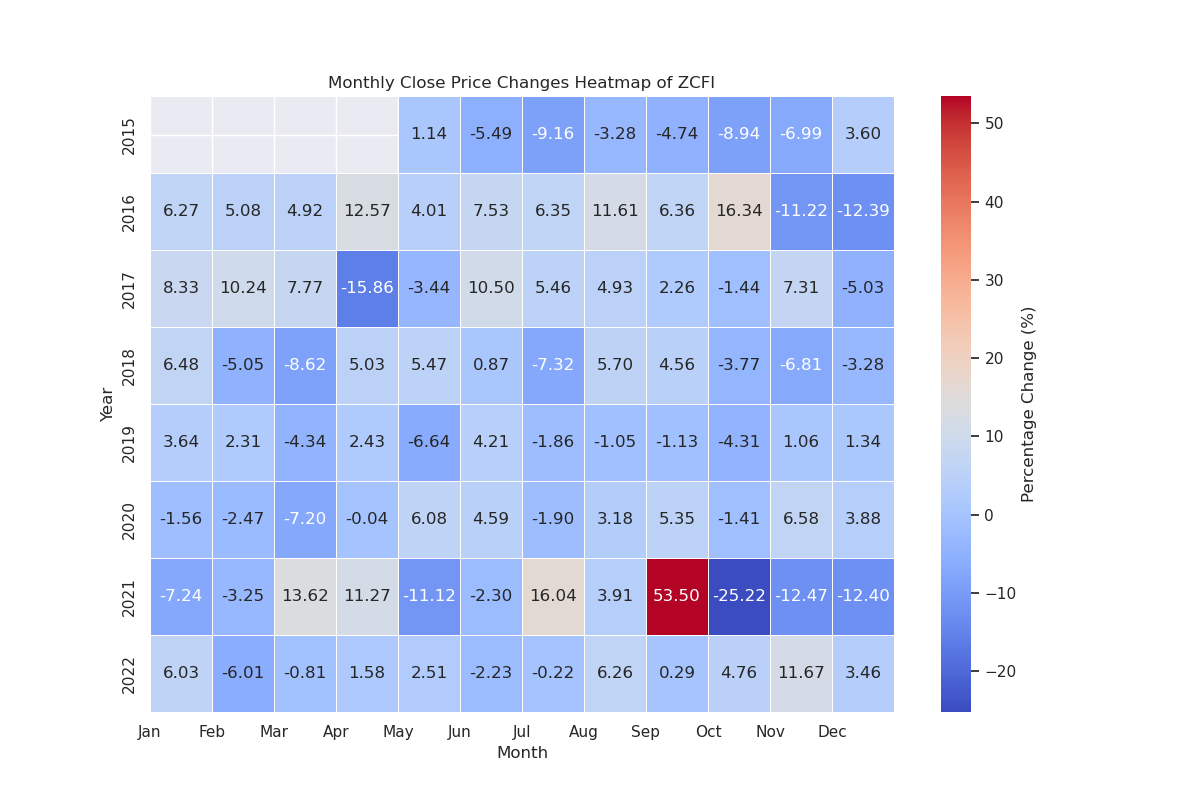 Monthly Close Price Changes Heatmap of ZCFI
2015 1.14 -5.49 -9.16 -3.28 -4.74 -8.94 -6.99 3.60
2016 6.27 5.08 4.92 12.57 4.01 7.53 6.35 11.61 6.36 16.34 -11.22 -12.39
2017 8.33 10.24 7.77 -15.86 -3.44 10.50 5.46 4.93 2.26 -1.44 7.31 -5.03
2018 6.48 -5.05 -8.62 5.03 5.47 0.87 -7.32 5.70 4.56 -3.77 -6.81 -3.28
2019 3.64 2.31 -4.34 2.43 -6.64 4.21 -1.86 -1.05 -1.13 -4.31 1.06 1.34
2020 -1.56 -2.47 -7.20 -0.04 6.08 4.59 -1.90 3.18 5.35 -1.41 6.58 3.88
2021 -7.24 -3.25 13.62 11.27 -11.12 -2.30 16.04 3.91 53.50 -25.22 -12.47 -12.40
2022 6.03 -6.01 -0.81 1.58 2.51 -2.23 -0.22 6.26 0.29 4.76 11.67 3.46
Year
Jan Feb Mar Apr May Jun Jul Aug Sep Oct Nov Dec
Month
50
40
30
20
10
0
−10
−20
Percentage Change (%)